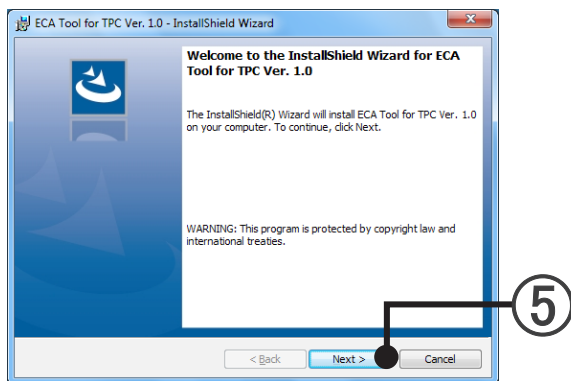 ECA Tool for TPC Ver. 1.0 - InstallShield Wizard
Welcome to the InstallShield Wizard for ECA
Tool for TPC Ver. 1.0
The InstallShield(R) Wizard will install ECA Tool for TPC Ver. 1.0
on your computer. To continue, click Next.
WARNING: This program is protected by copyright law and
international treaties.
5
< Back Next > Cancel